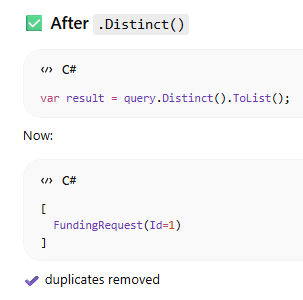 ✅ After .Distinct()
</> C#
var result = query.Distinct().ToList();
Now:
</> C#
[
  FundingRequest(Id=1)
]
✔ duplicates removed